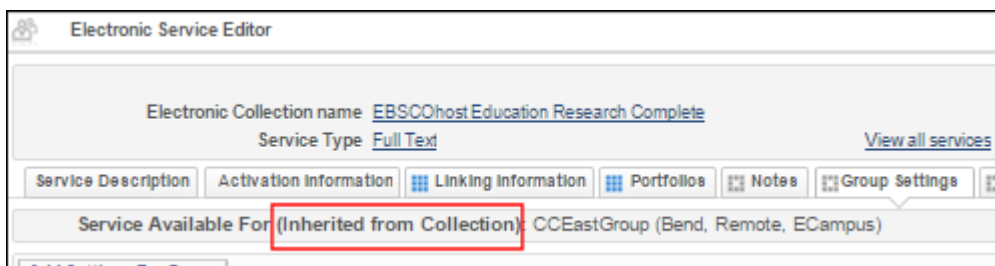 Electronic Service Editor
Electronic Collection name EBSCOhost Education Research Complete
Service Type Full Text View all services
Service Description Activation Information Linking Information Portfolios Notes Group Settings
Service Available For (Inherited from Collection): CCEastGroup (Bend, Remote, ECampus)